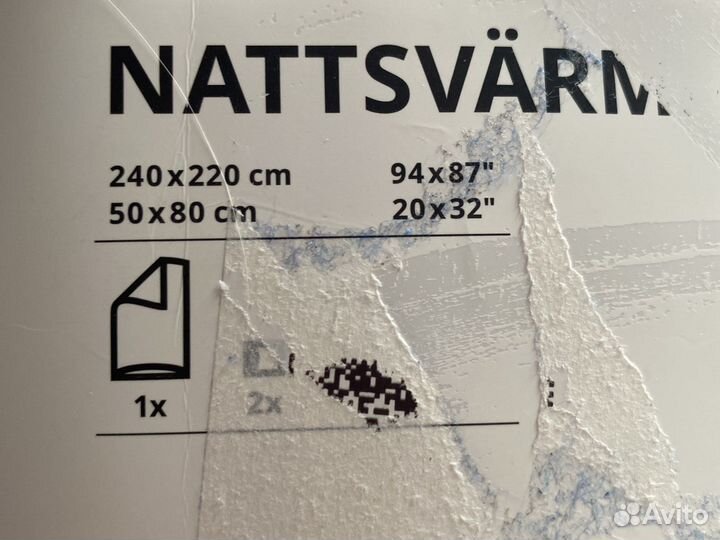 NATTSVÄRM
240x220 cm 94x87"
50x80 cm 20x32"
1x 2x
Avito